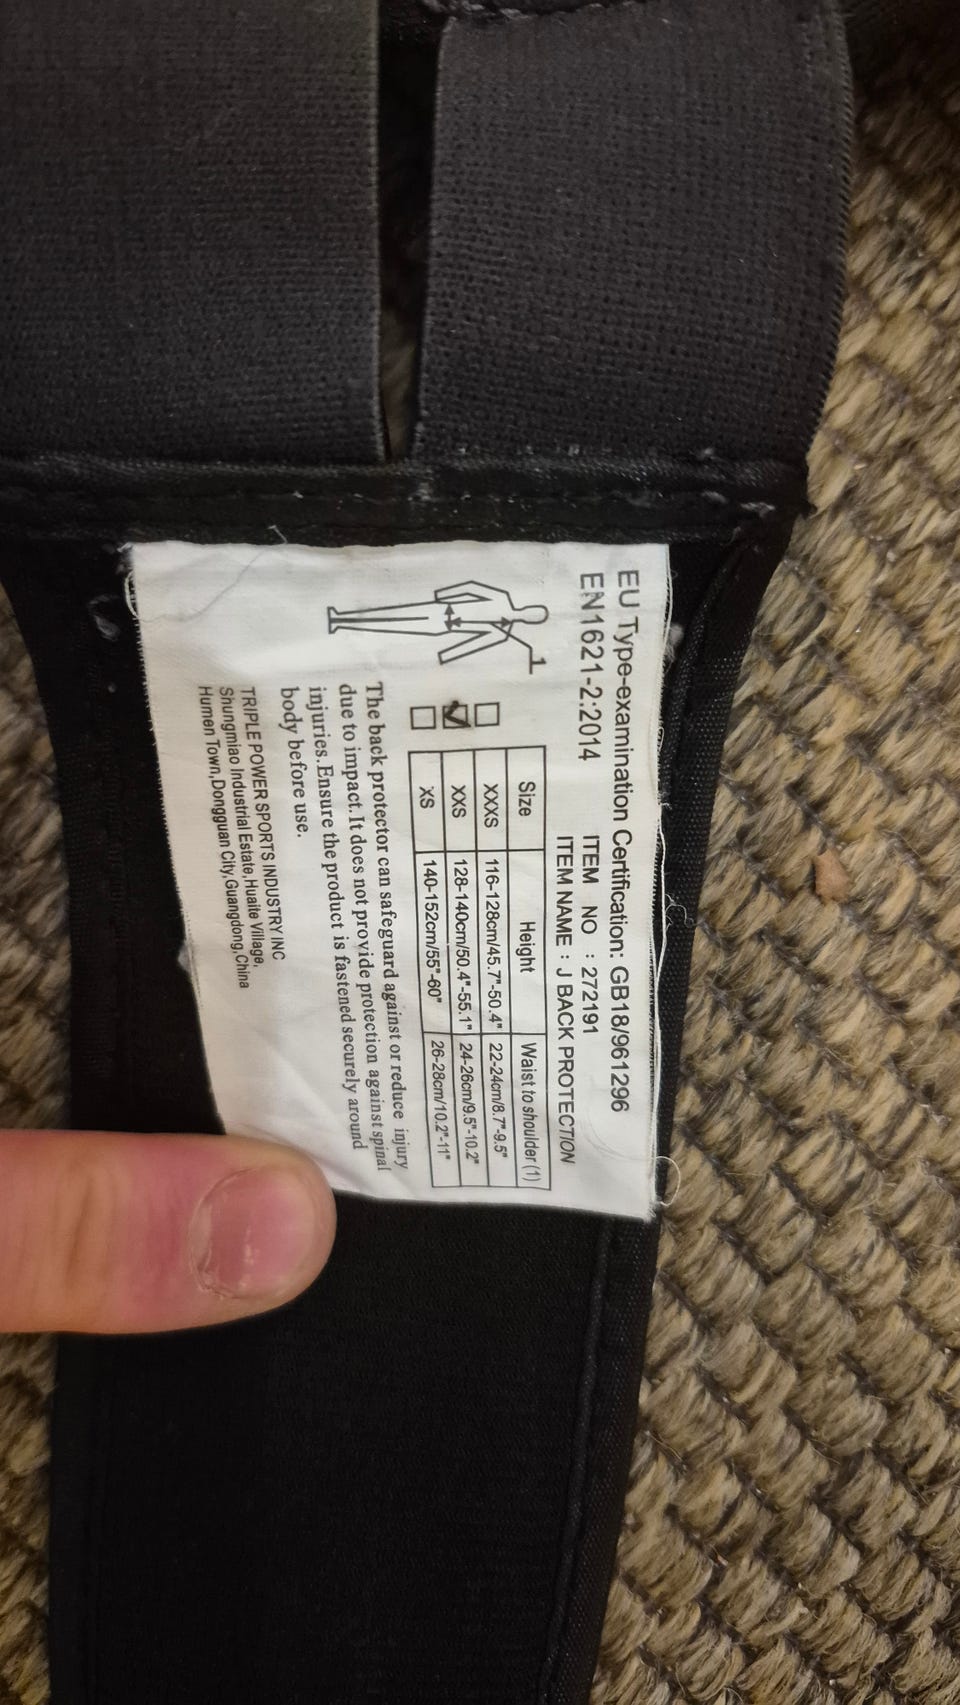 EU Type-examination Certification: GB18/961296
EN1621-2:2014 ITEM NO : 272191
ITEM NAME : J BACK PROTECTION
1
Size Height Waist to shoulder (1)
XXXS 116-128cm/45.7"-50.4" 22-24cm/8.7"-9.5"
XXS 128-140cm/50.4"-55.1" 24-26cm/9.5"-10.2"
XS 140-152cm/55"-60" 26-28cm/10.2"-11"
The back protector can safeguard against or reduce injury
due to impact.It does not provide protection against spinal
injuries.Ensure the product is fastened securely around
body before use.
TRIPLE POWER SPORTS INDUSTRY INC
Shungmiao Industrial Estate,Huaite Village,
Humen Town,Dongguan City,Guangdong,China